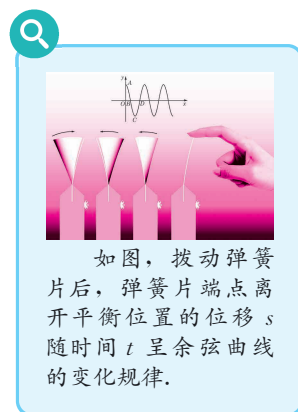 y
A
O B D x
C
如图，拨动弹簧
片后，弹簧片端点离
开平衡位置的位移 s
随时间 t 呈余弦曲线
的变化规律.